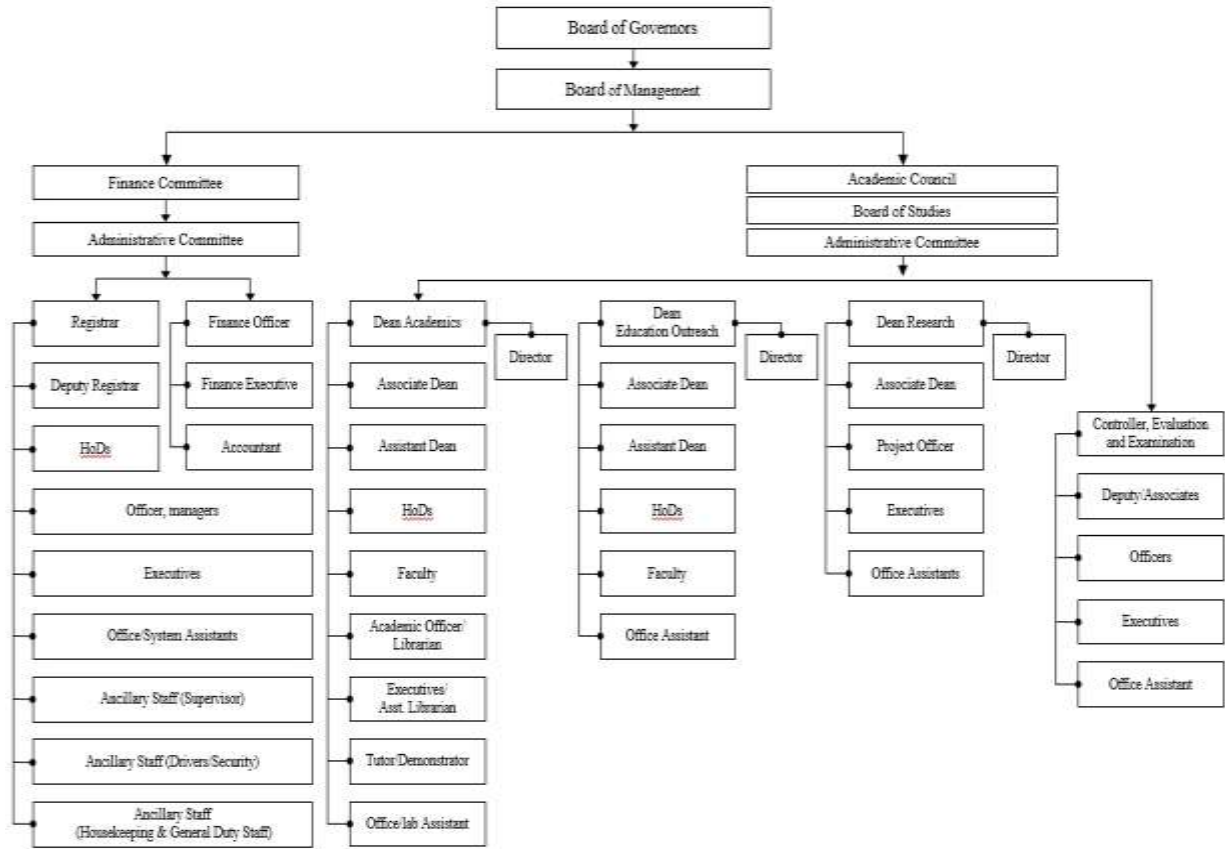 Board of Governors
Board of Management
Finance Committee
Administrative Committee
Academic Council
Board of Studies
Administrative Committee
Registrar
Deputy Registrar
HoDs
Officer, managers
Executives
Office/System Assistants
Ancillary Staff (Supervisor)
Ancillary Staff (Drivers/Security)
Ancillary Staff
(Housekeeping & General Duty Staff)
Finance Officer
Finance Executive
Accountant
Dean Academics
Director
Associate Dean
Assistant Dean
HoDs
Faculty
Academic Officer/
Librarian
Executives/
Asst. Librarian
Tutor/Demonstrator
Office/lab Assistant
Dean
Education Outreach
Director
Associate Dean
Assistant Dean
HoDs
Faculty
Office Assistant
Dean Research
Director
Associate Dean
Project Officer
Executives
Office Assistants
Controller, Evaluation
and Examination
Deputy/Associates
Officers
Executives
Office Assistant